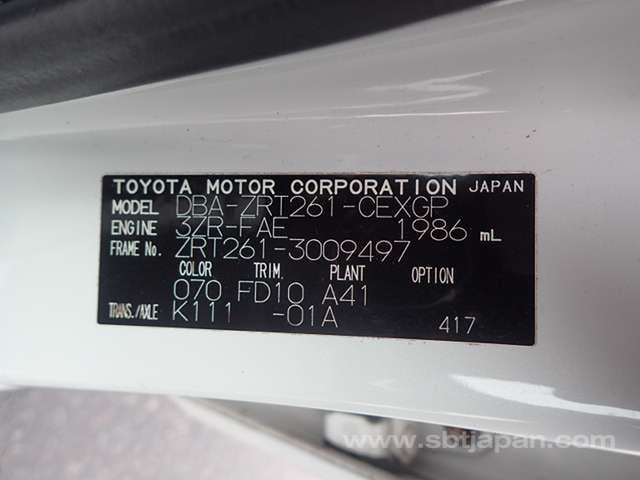 TOYOTA MOTOR CORPORATION JAPAN
MODEL DBA-ZRT261-CEXGP
ENGINE 3ZR-FAE 1986 mL
FRAME No. ZRT261-3009497
COLOR TRIM. PLANT OPTION
070 FD10 A41
TRANS./AXLE K111 -01A
417
www.sbtjapan.com